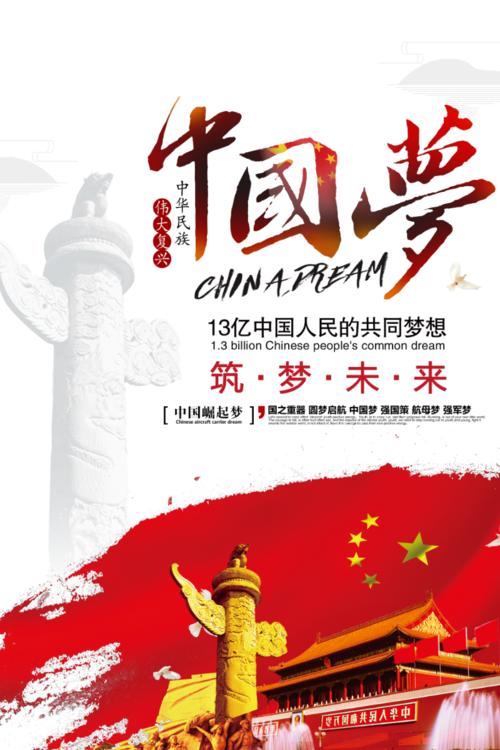 中國夢
中华民族
伟大复兴
CHINA DREAM
13亿中国人民的共同梦想
1.3 billion Chinese people's common dream
筑·梦·未·来
[ 中国崛起梦 ]
Chinese aircraft carrier dream
国之重器 圆梦启航 中国梦 强国策 航母梦 强军梦
中华人民共和国万岁